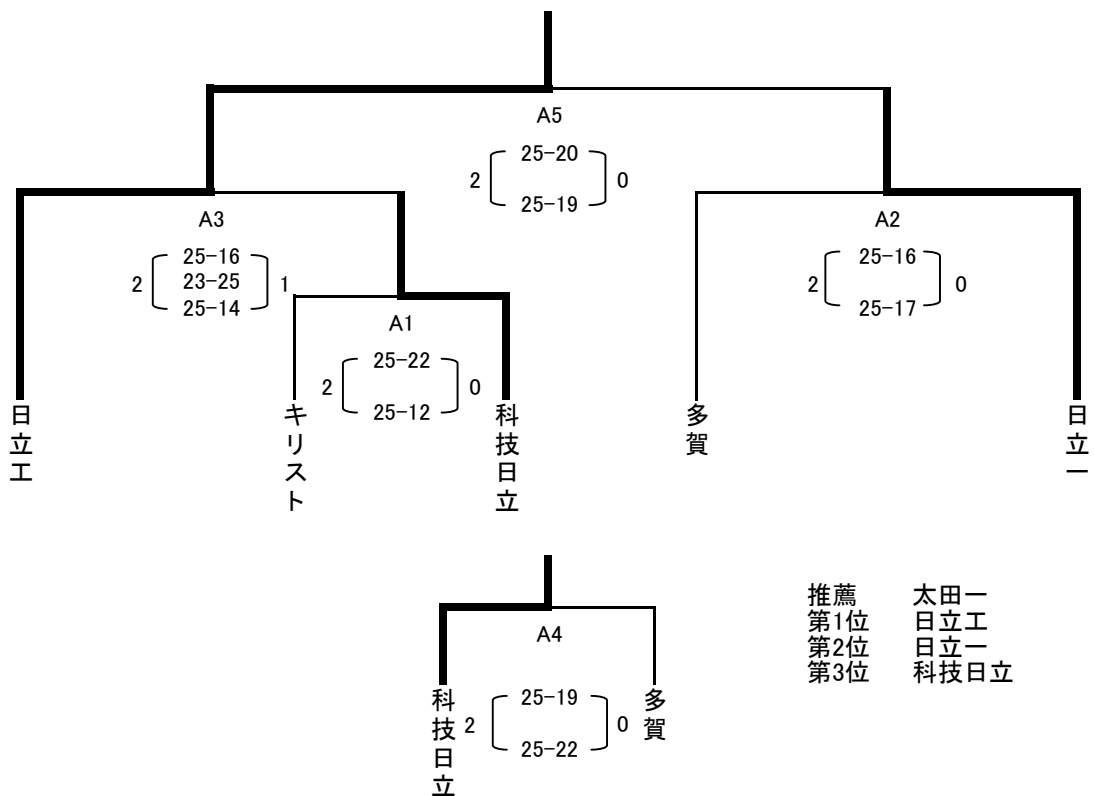 A5
25-20
2 0
25-19
A3
25-16
2 23-25 1
25-14
A2
25-16
2 0
25-17
A1
25-22
2 0
25-12
日立工
キリスト
科技日立
多賀
日立一
A4
25-19
2 0
25-22
科技日立
多賀
推薦 太田一
第1位 日立工
第2位 日立一
第3位 科技日立